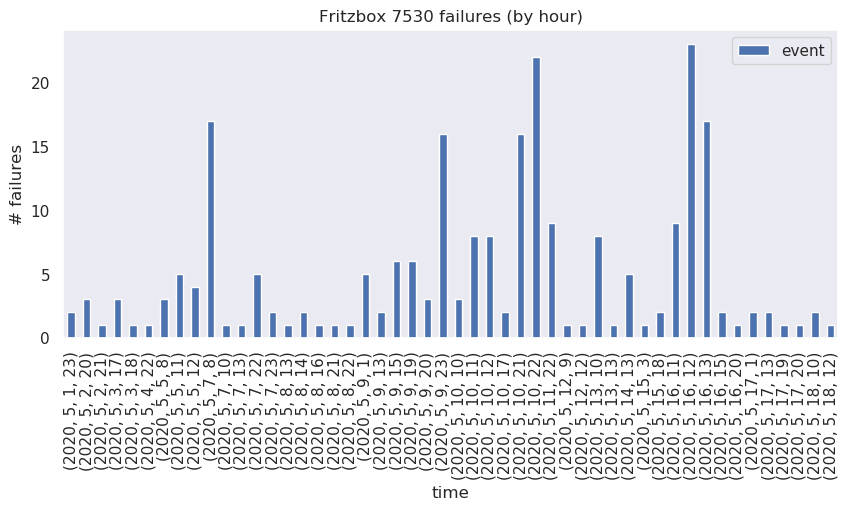 Fritzbox 7530 failures (by hour)
event
# failures
20
15
10
5
0
(2020, 5, 1, 23)
(2020, 5, 2, 20)
(2020, 5, 2, 21)
(2020, 5, 3, 17)
(2020, 5, 3, 18)
(2020, 5, 4, 22)
(2020, 5, 5, 8)
(2020, 5, 5, 11)
(2020, 5, 5, 12)
(2020, 5, 7, 8)
(2020, 5, 7, 10)
(2020, 5, 7, 13)
(2020, 5, 7, 22)
(2020, 5, 7, 23)
(2020, 5, 8, 13)
(2020, 5, 8, 14)
(2020, 5, 8, 16)
(2020, 5, 8, 21)
(2020, 5, 8, 22)
(2020, 5, 9, 1)
(2020, 5, 9, 13)
(2020, 5, 9, 15)
(2020, 5, 9, 19)
(2020, 5, 9, 20)
(2020, 5, 9, 23)
(2020, 5, 10, 10)
(2020, 5, 10, 11)
(2020, 5, 10, 12)
(2020, 5, 10, 17)
(2020, 5, 10, 21)
(2020, 5, 10, 22)
(2020, 5, 11, 22)
(2020, 5, 12, 9)
(2020, 5, 12, 12)
(2020, 5, 13, 10)
(2020, 5, 13, 11)
(2020, 5, 14, 13)
(2020, 5, 15, 3)
(2020, 5, 15, 18)
(2020, 5, 16, 11)
(2020, 5, 16, 12)
(2020, 5, 16, 13)
(2020, 5, 16, 15)
(2020, 5, 16, 20)
(2020, 5, 17, 1)
(2020, 5, 17, 13)
(2020, 5, 17, 19)
(2020, 5, 17, 20)
(2020, 5, 18, 10)
(2020, 5, 18, 12)
time